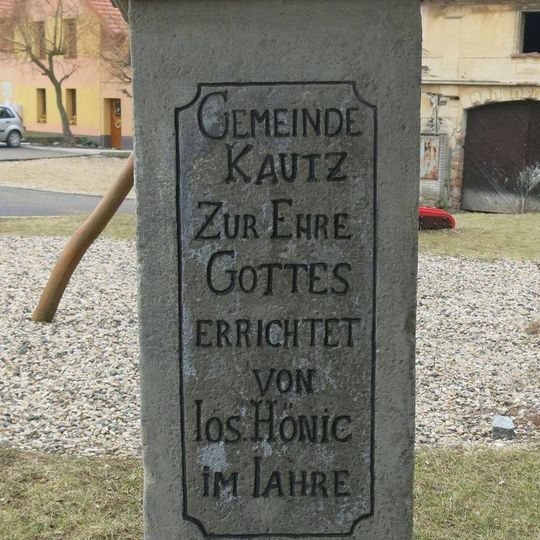 GEMEINDE
KAUTZ
ZUR EHRE
GOTTES
ERRICHTET
VON
IOS. HÖNIC
IM IAHRE